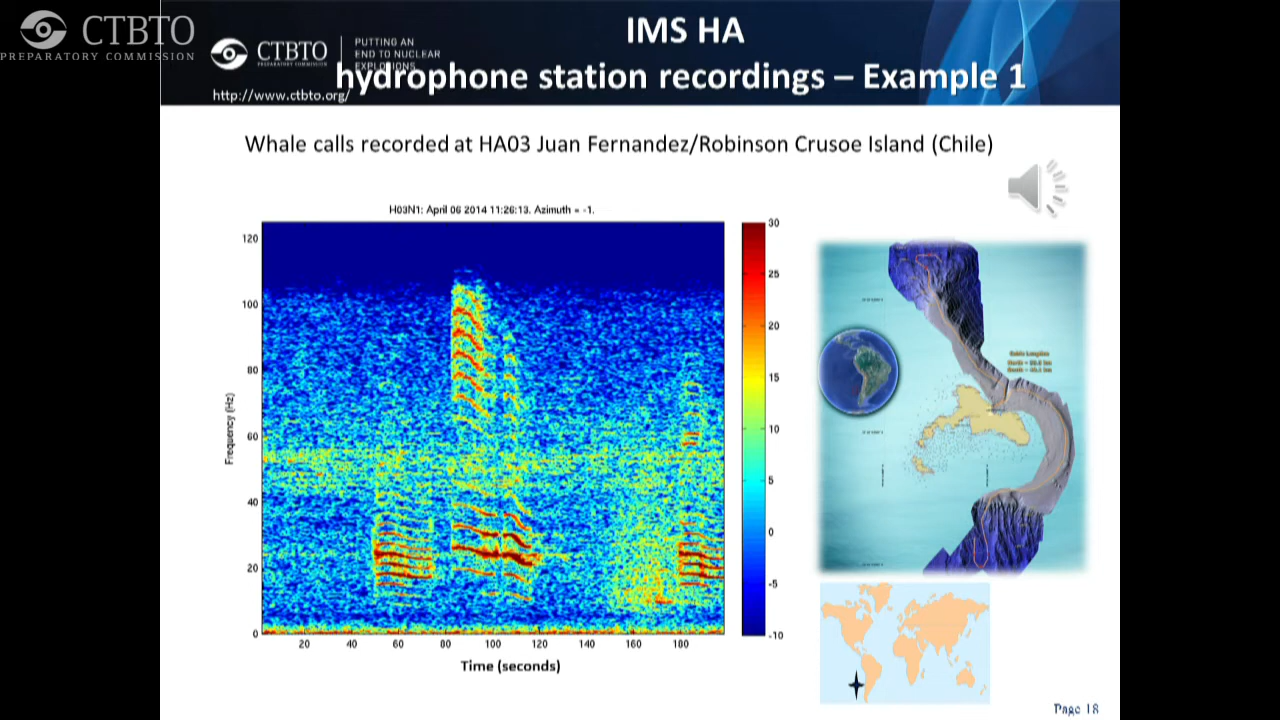 CTBTO
PREPARATORY COMMISSION
CTBTO
PREPARATORY COMMISSION
PUTTING AN
END TO NUCLEAR
EXPLOSIONS
http://www.ctbto.org/
IMS HA
hydrophone station recordings – Example 1
Whale calls recorded at HA03 Juan Fernandez/Robinson Crusoe Island (Chile)
H03N1: April 06 2014 11:26:13. Azimuth = -1.
Frequency (Hz)
120
100
80
60
40
20
0
20 40 60 80 100 120 140 160 180
Time (seconds)
30
25
20
15
10
5
0
-5
-10
Page 18